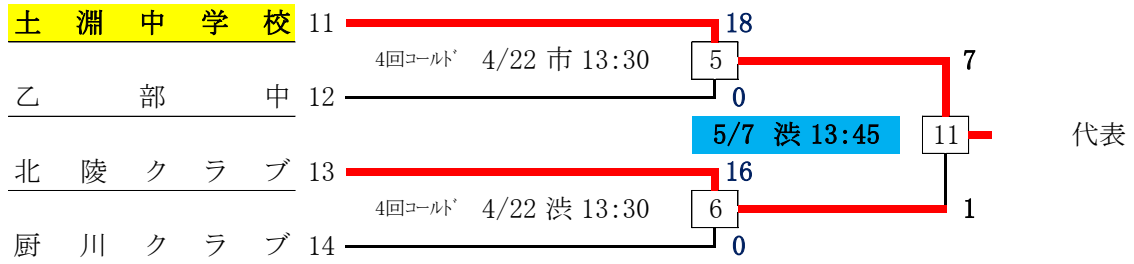 土淵中学校 11 18
4回コールド 4/22 市 13:30 5 7
乙部中 12 0
5/7 渋 13:45 11 代表
北陵クラブ 13 16
4回コールド 4/22 渋 13:30 6 1
厨川クラブ 14 0